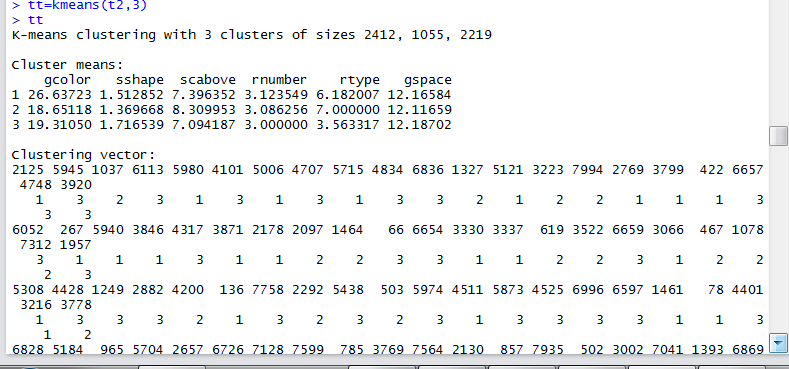 > tt=kmeans(t2,3)
> tt
K-means clustering with 3 clusters of sizes 2412, 1055, 2219
Cluster means:
gcolor sshape scabove rnumber rtype gspace
1 26.63723 1.512852 7.396352 3.123549 6.182007 12.16584
2 18.65118 1.369668 8.309953 3.086256 7.000000 12.11659
3 19.31050 1.716539 7.094187 3.000000 3.563317 12.18702
Clustering vector:
2125 5945 1037 6113 5980 4101 5006 4707 5715 4834 6836 1327 5121 3223 7994 2769 3799 422 6657
4748 3920
1 3 2 3 1 3 1 3 1 3 3 2 1 2 2 1 1 1 3
3 3
6052 267 5940 3846 4317 3871 2178 2097 1464 66 6654 3330 3337 619 3522 6659 3066 467 1078
7312 1957
3 1 1 1 3 1 1 2 2 3 3 1 1 2 2 3 1 2 2
2 3
5308 4428 1249 2882 4200 136 7758 2292 5438 503 5974 4511 5873 4525 6996 6597 1461 78 4401
3216 3778
1 3 3 3 2 1 3 2 3 2 3 1 3 3 3 3 1 1 3
1 2
6828 5184 965 5704 2657 6726 7128 7599 785 3769 7564 2130 857 7935 502 3002 7041 1393 6869